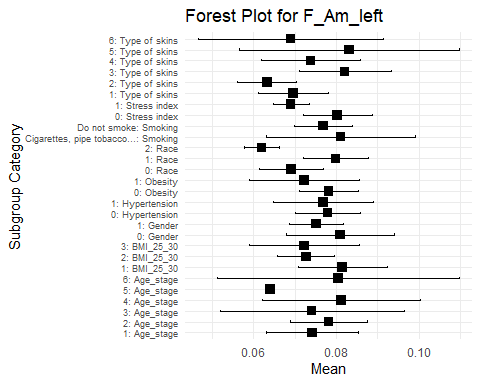 Forest Plot for F_Am_left
Subgroup Category
6: Type of skins
5: Type of skins
4: Type of skins
3: Type of skins
2: Type of skins
1: Type of skins
1: Stress index
0: Stress index
Do not smoke: Smoking
Cigarettes, pipe tobacco...: Smoking
2: Race
1: Race
0: Race
1: Obesity
0: Obesity
1: Hypertension
0: Hypertension
1: Gender
0: Gender
3: BMI_25_30
2: BMI_25_30
1: BMI_25_30
6: Age_stage
5: Age_stage
4: Age_stage
3: Age_stage
2: Age_stage
1: Age_stage
0.06 0.08 0.10
Mean